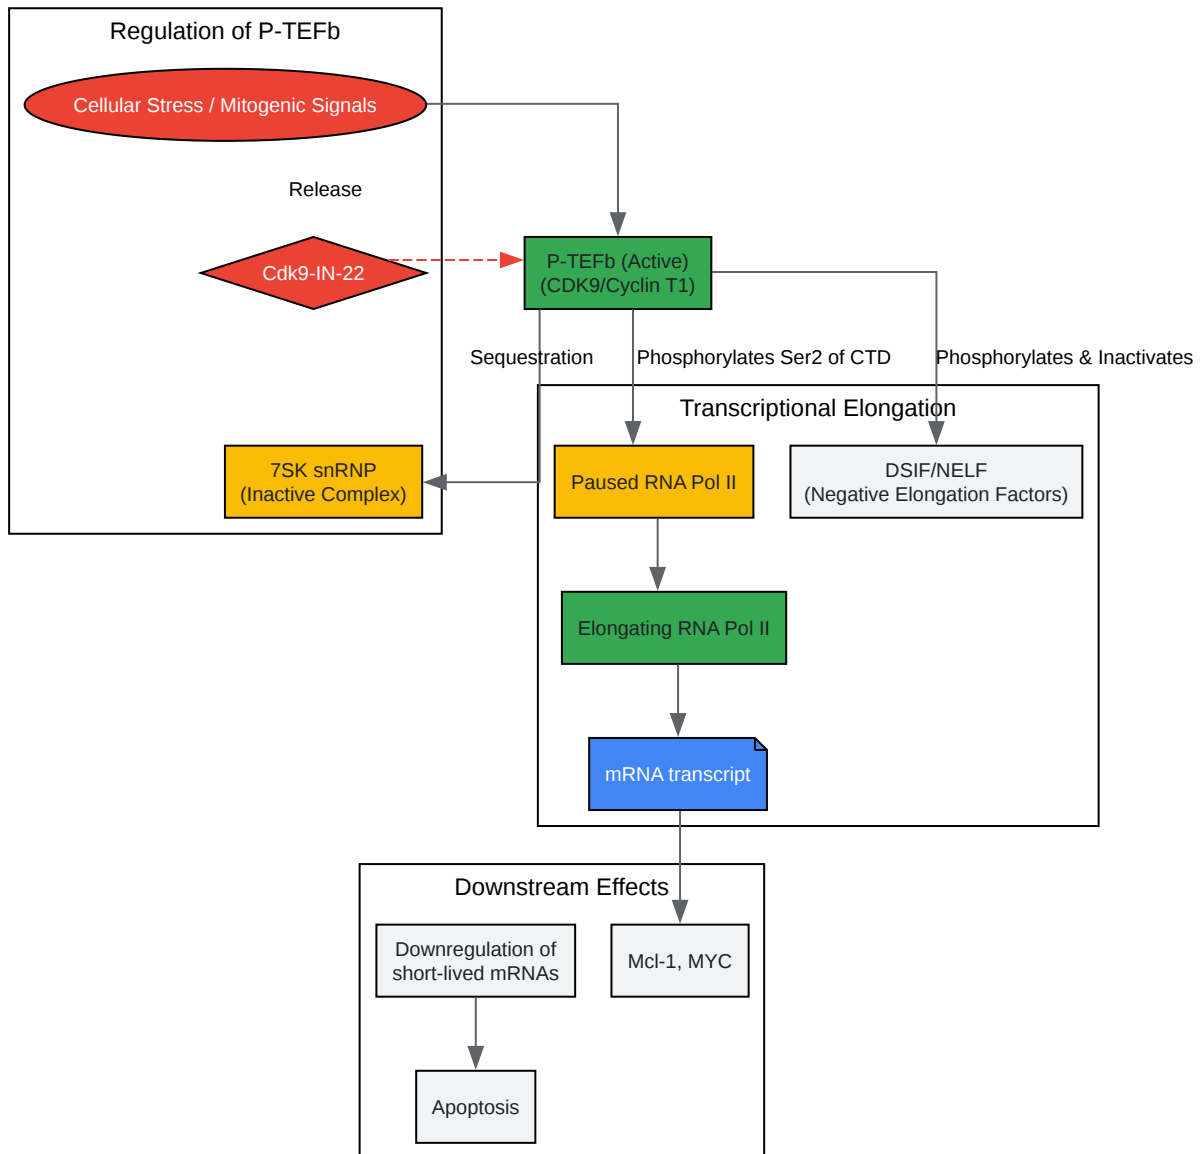 Regulation of P-TEFb
Cellular Stress / Mitogenic Signals
Release
Cdk9-IN-22
P-TEFb (Active)
(CDK9/Cyclin T1)
Sequestration
Phosphorylates Ser2 of CTD
Phosphorylates & Inactivates
Transcriptional Elongation
7SK snRNP
(Inactive Complex)
Paused RNA Pol II
DSIF/NELF
(Negative Elongation Factors)
Elongating RNA Pol II
mRNA transcript
Downstream Effects
Downregulation of
short-lived mRNAs
Mcl-1, MYC
Apoptosis